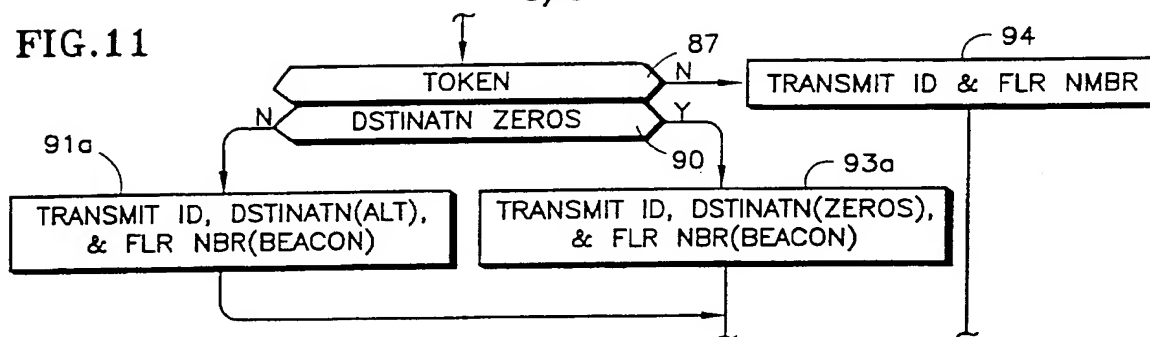 FIG.11
87
94
TOKEN
N
TRANSMIT ID & FLR NMBR
N
DSTINATN ZEROS
Y
90
91a
93a
TRANSMIT ID, DSTINATN(ALT),
& FLR NBR(BEACON)
TRANSMIT ID, DSTINATN(ZEROS),
& FLR NBR(BEACON)